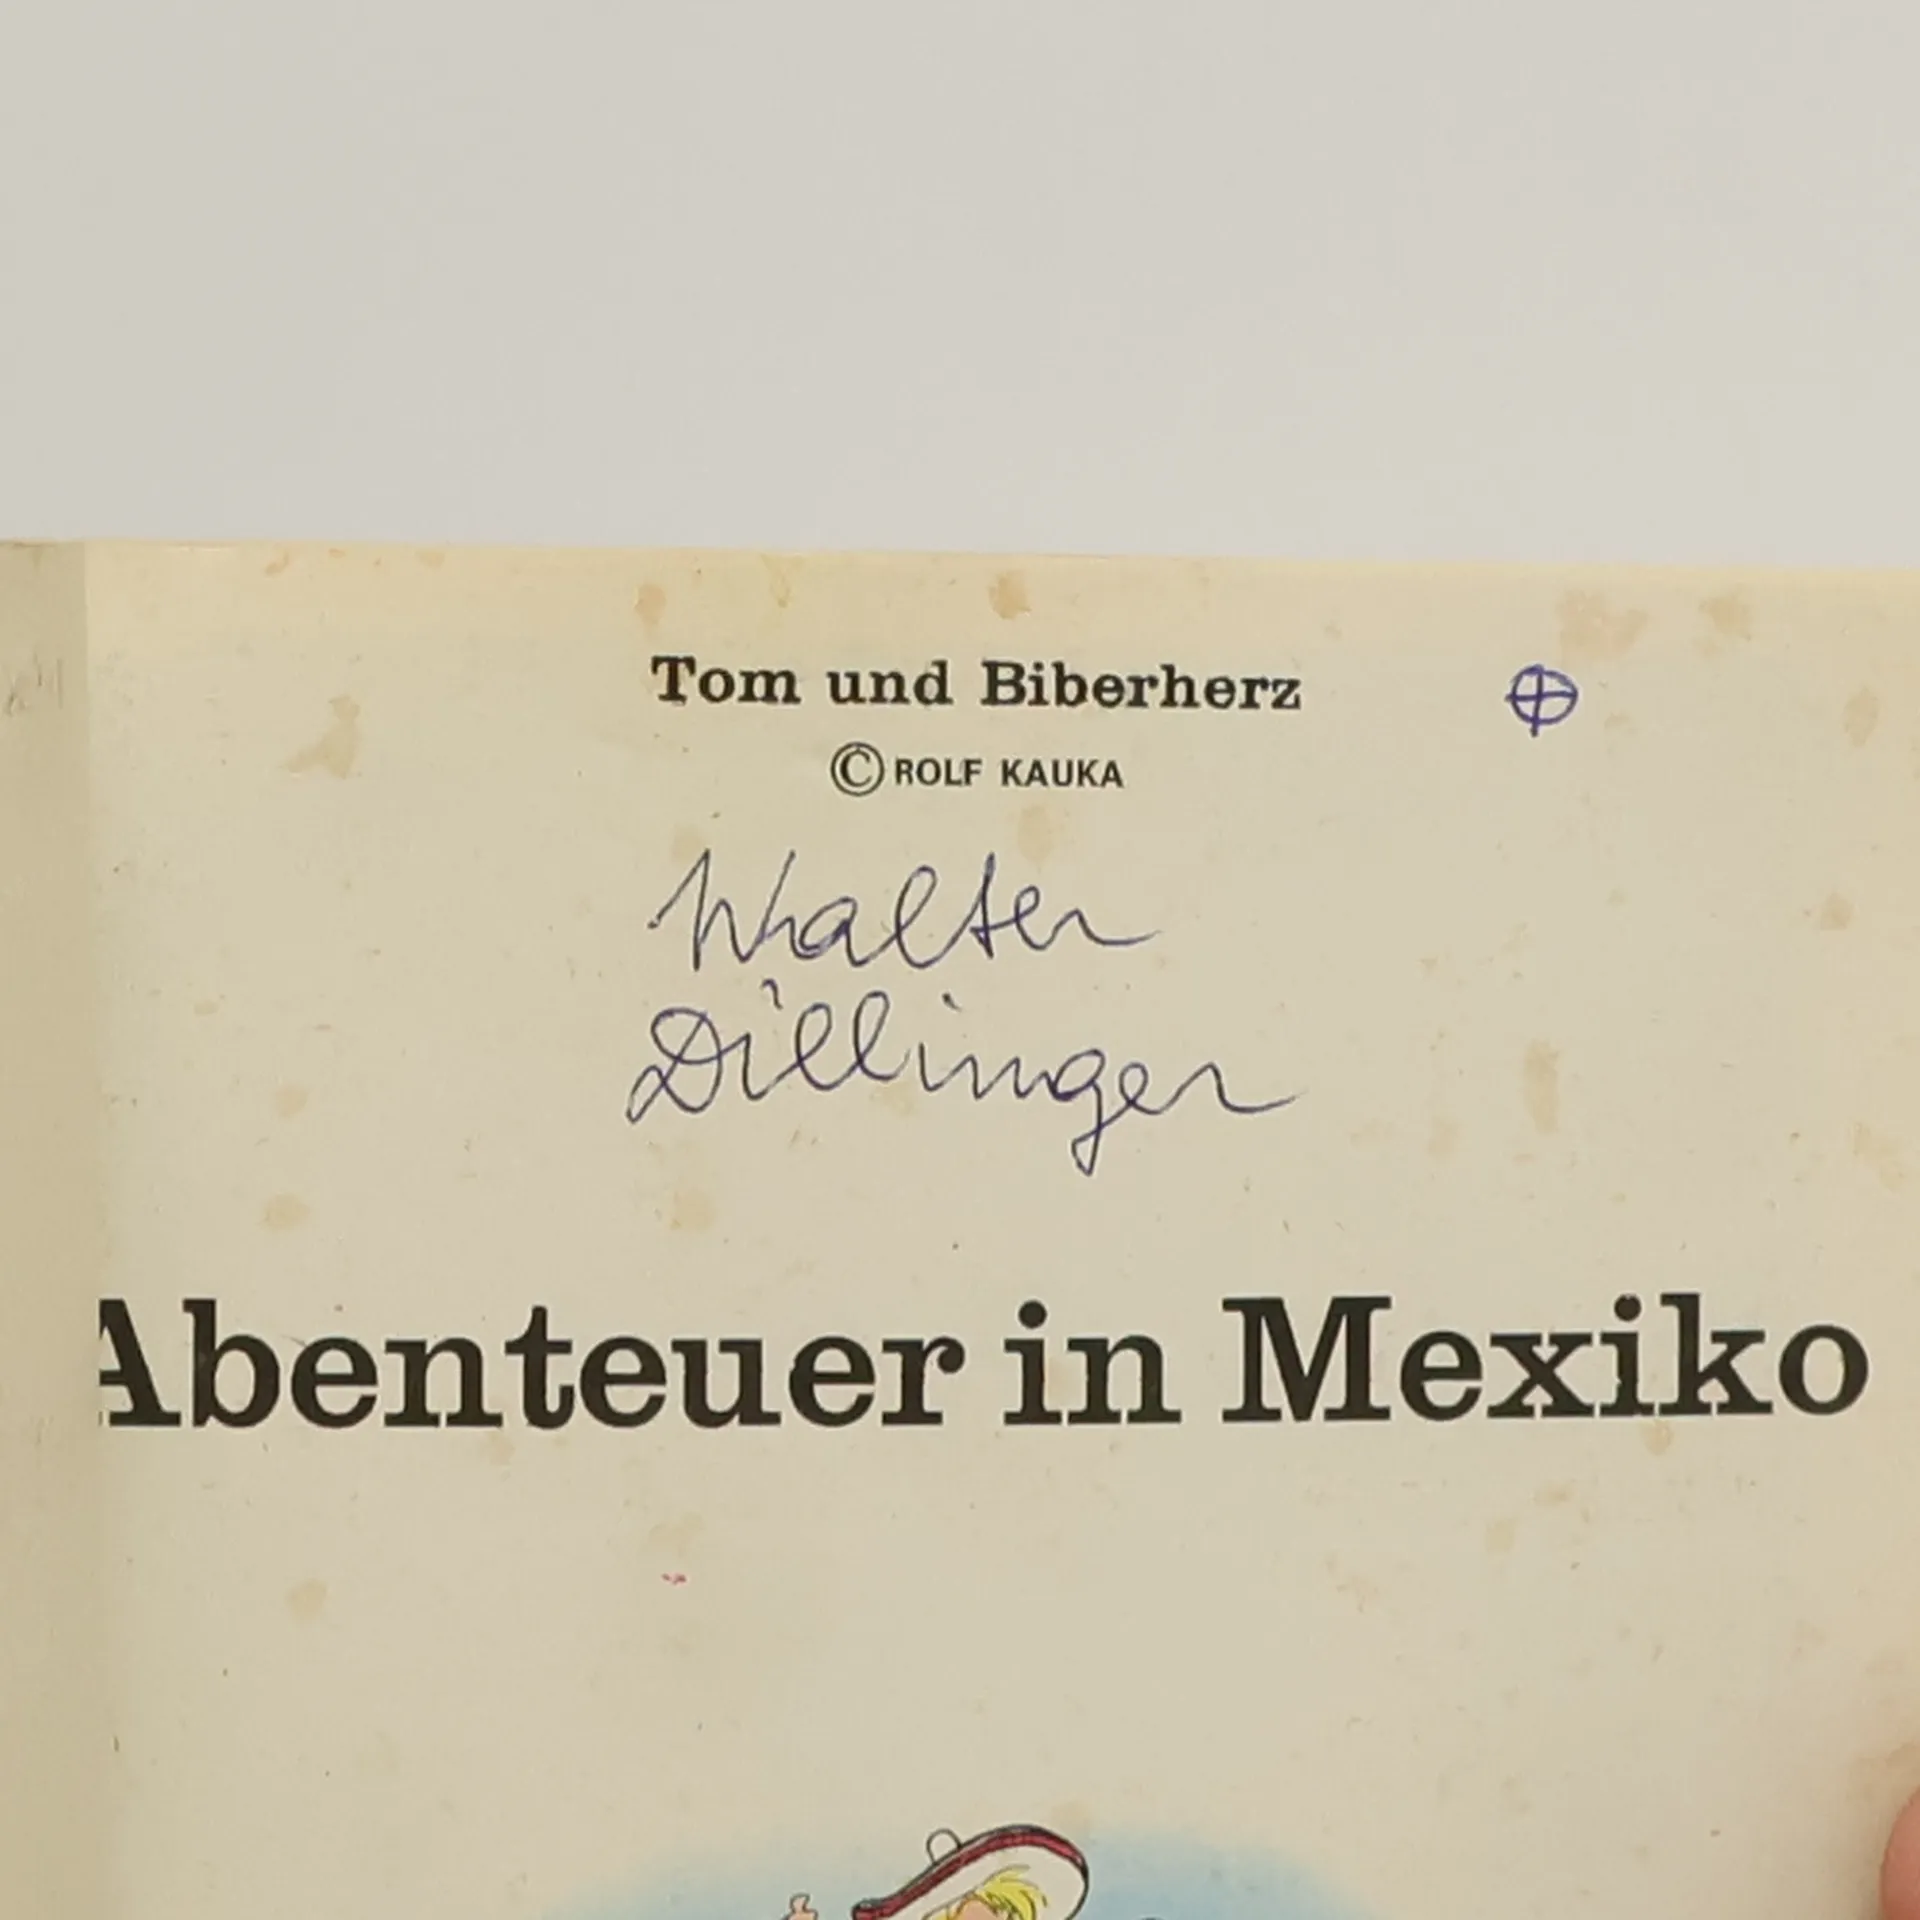 Tom und Biberherz
© ROLF KAUKA
Walter
Dillinger
Abenteuer in Mexiko